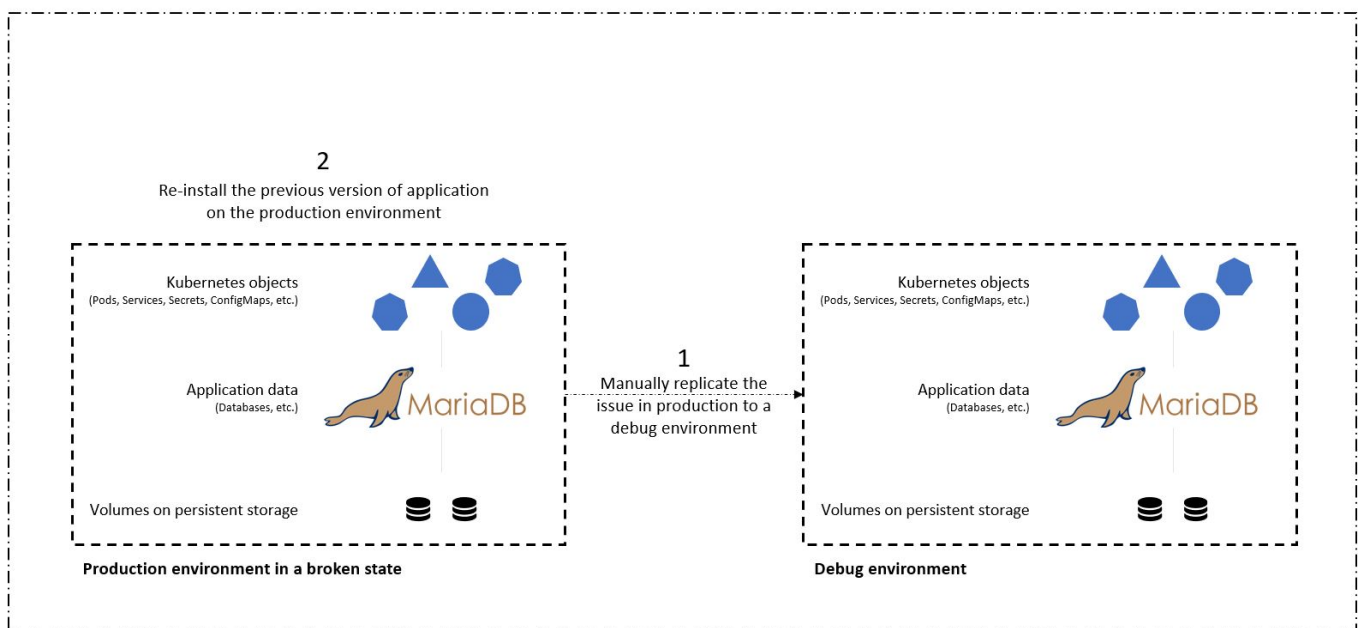 2
Re-install the previous version of application
on the production environment
Kubernetes objects
(Pods, Services, Secrets, ConfigMaps, etc.)
Application data
(Databases, etc.)
MariaDB
Volumes on persistent storage
Production environment in a broken state
1
Manually replicate the
issue in production to a
debug environment
Kubernetes objects
(Pods, Services, Secrets, ConfigMaps, etc.)
Application data
(Databases, etc.)
MariaDB
Volumes on persistent storage
Debug environment